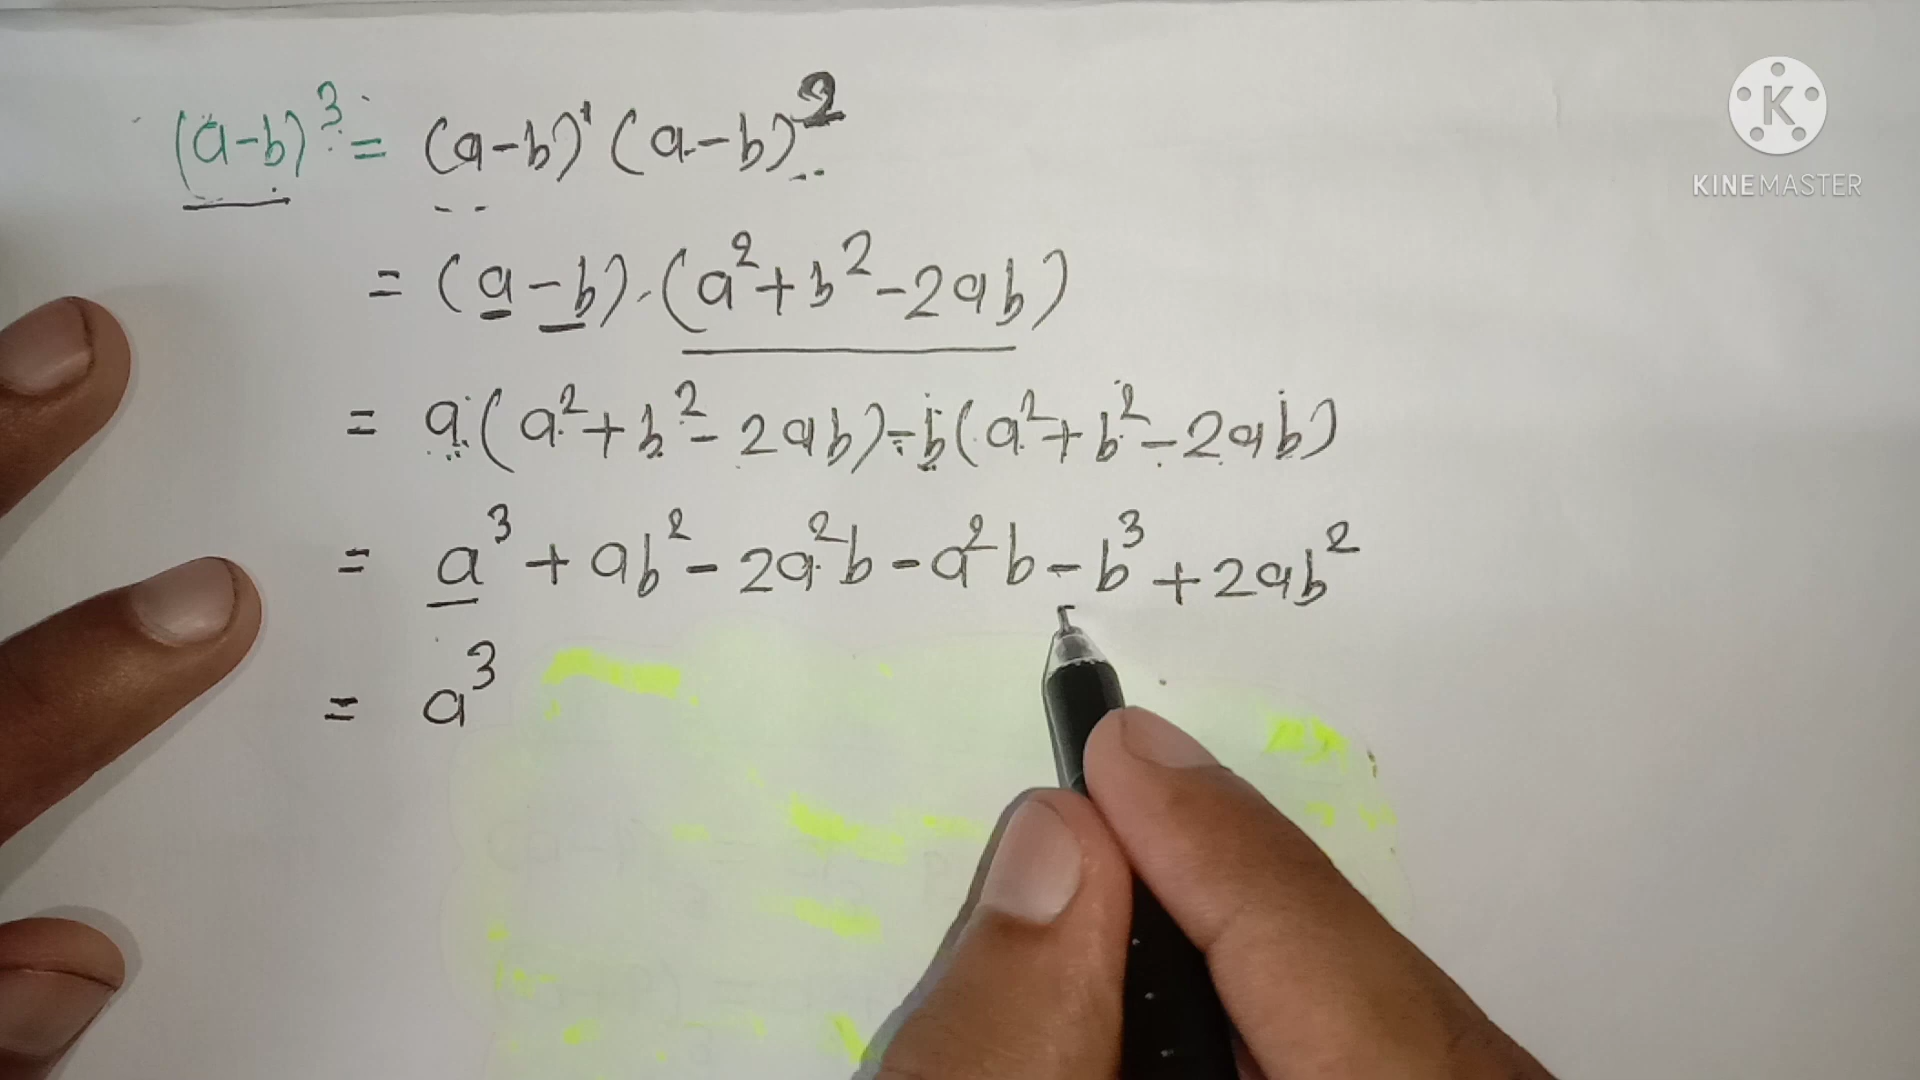 (a-b)³ = (a-b)¹ (a-b)²
K
KINEMASTER
= (a-b).(a²+b²-2ab)
= a(a²+b²-2ab)-b(a²+b²-2ab)
= a³+ab²-2a²b-a²b-b³+2ab²
= a³